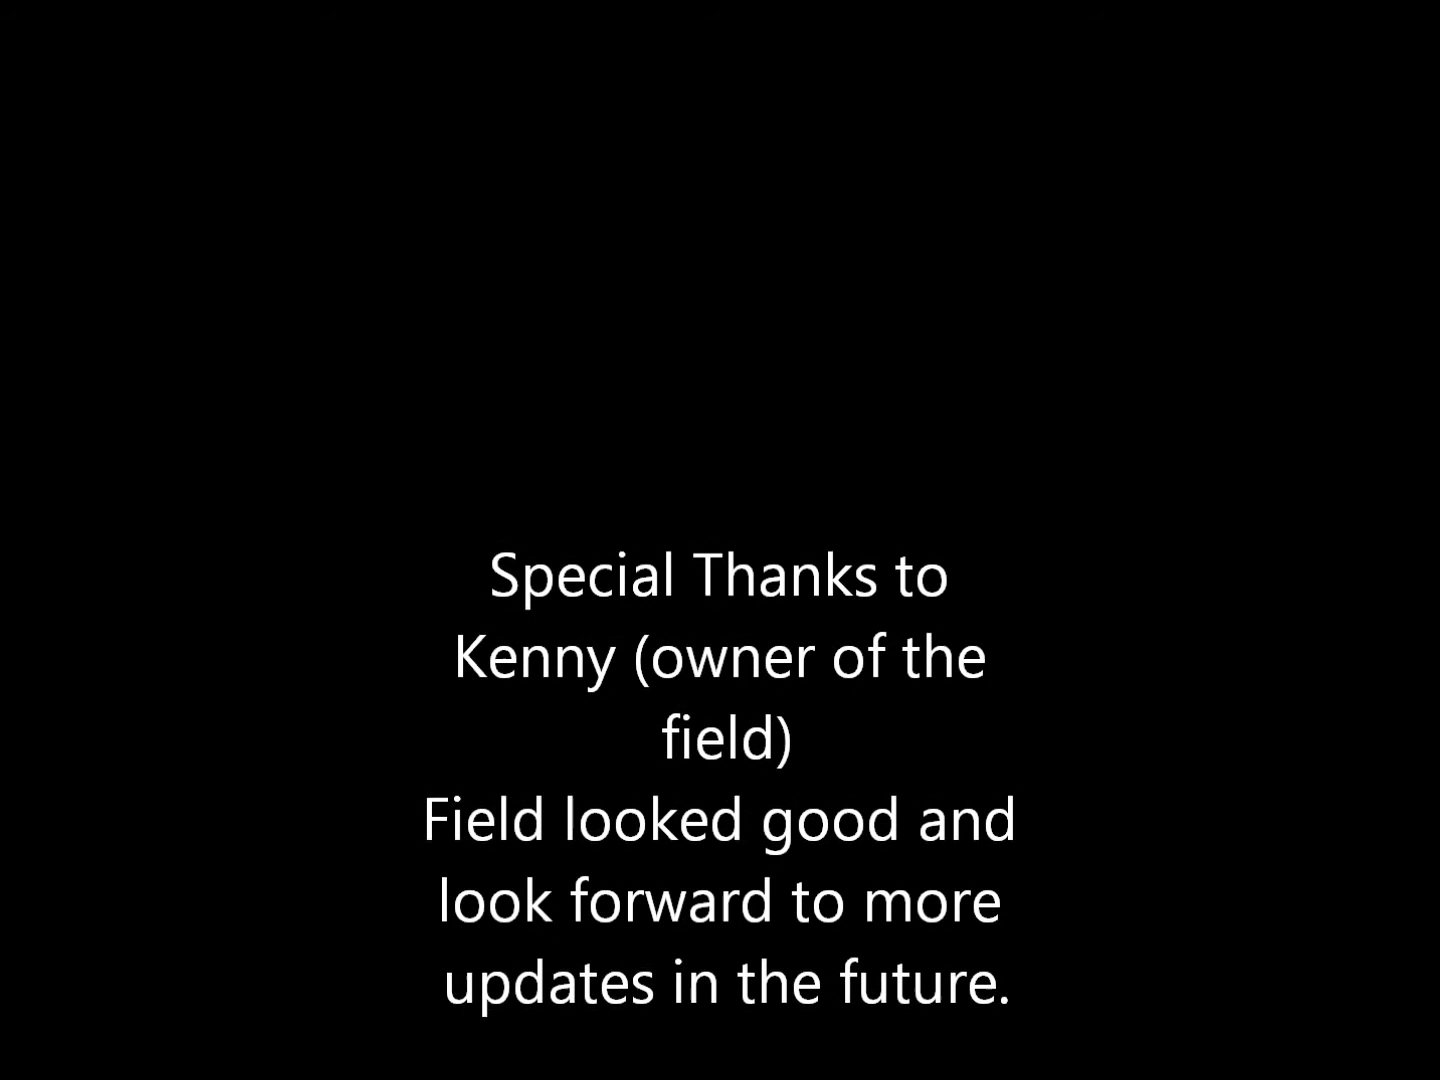 Special Thanks to
Kenny (owner of the
field)
Field looked good and
look forward to more
updates in the future.